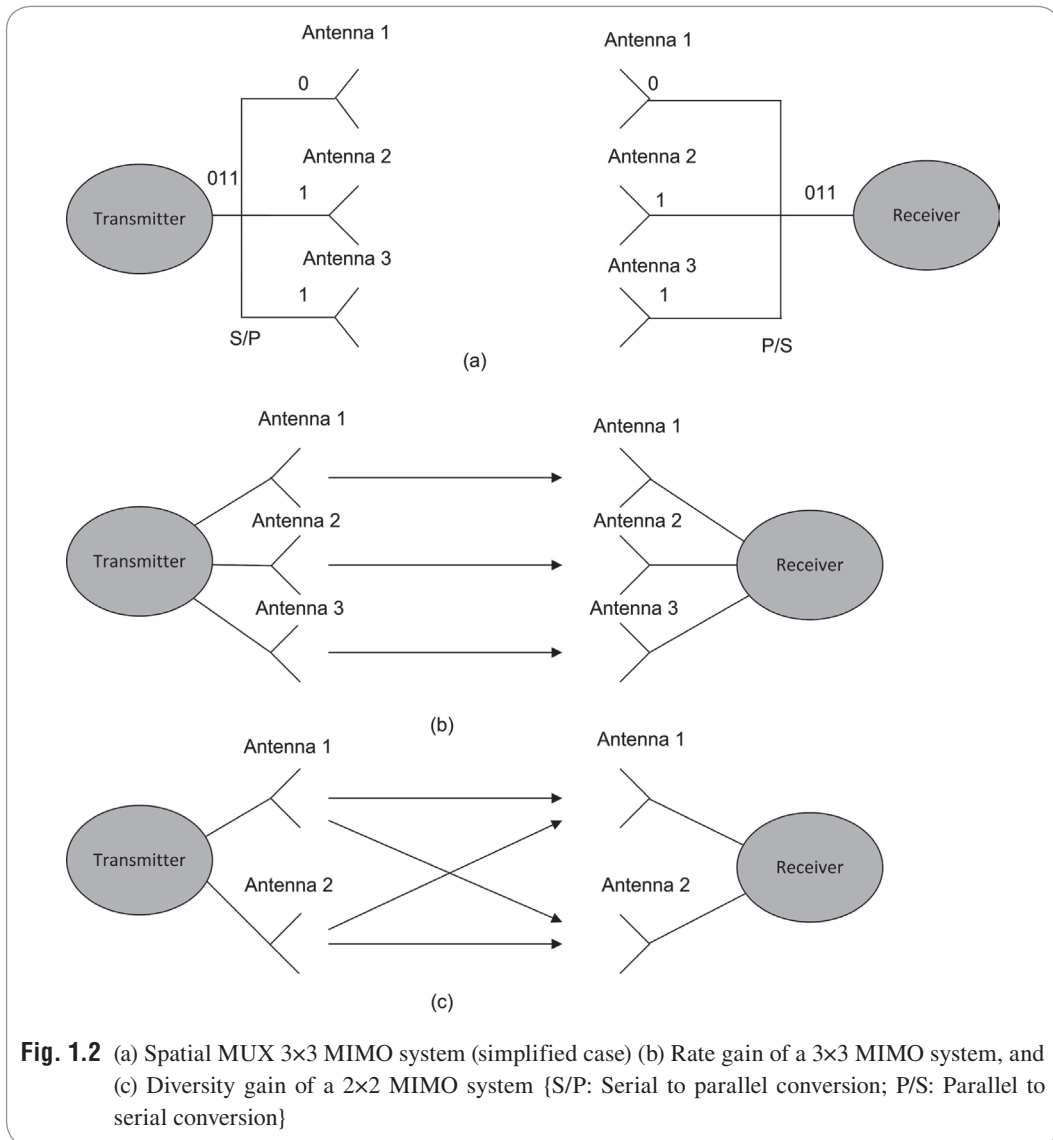 Antenna 1
Antenna 1
0
0
Antenna 2
Antenna 2
011
1
1
011
Transmitter
Receiver
Antenna 3
Antenna 3
1
1
S/P
P/S
(a)
Antenna 1
Antenna 1
Antenna 2
Antenna 2
Transmitter
Receiver
Antenna 3
Antenna 3
(b)
Antenna 1
Antenna 1
Transmitter
Receiver
Antenna 2
Antenna 2
(c)
Fig. 1.2 (a) Spatial MUX 3×3 MIMO system (simplified case) (b) Rate gain of a 3×3 MIMO system, and
(c) Diversity gain of a 2×2 MIMO system {S/P: Serial to parallel conversion; P/S: Parallel to
serial conversion}